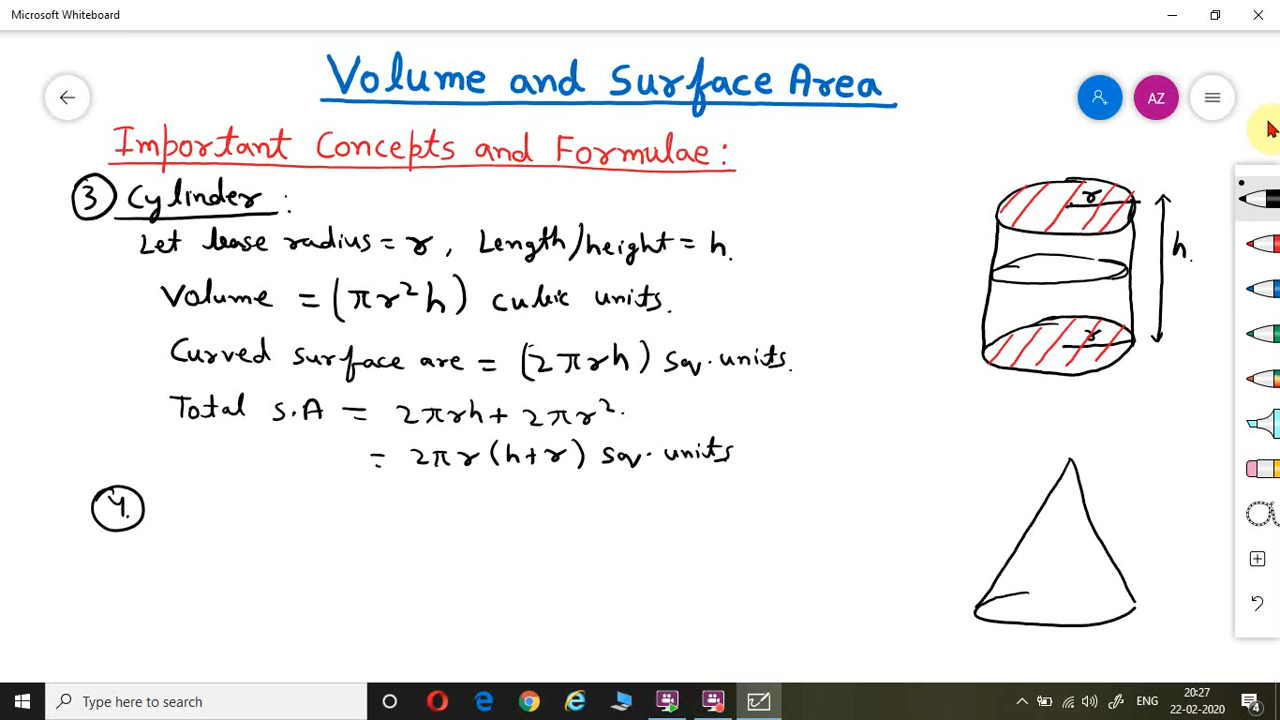 Microsoft Whiteboard
Volume and Surface Area
AZ
Important Concepts and Formulae:
3 Cylinder:
Let base radius = r, Length/height = h.
Volume = (πr²h) cubic units.
Curved surface are = (2πrh) sq. units.
Total S.A = 2πrh + 2πr².
= 2πr (h+r) sq. units
4.
r
h.
r
a
Type here to search
ENG
20:27
22-02-2020
4